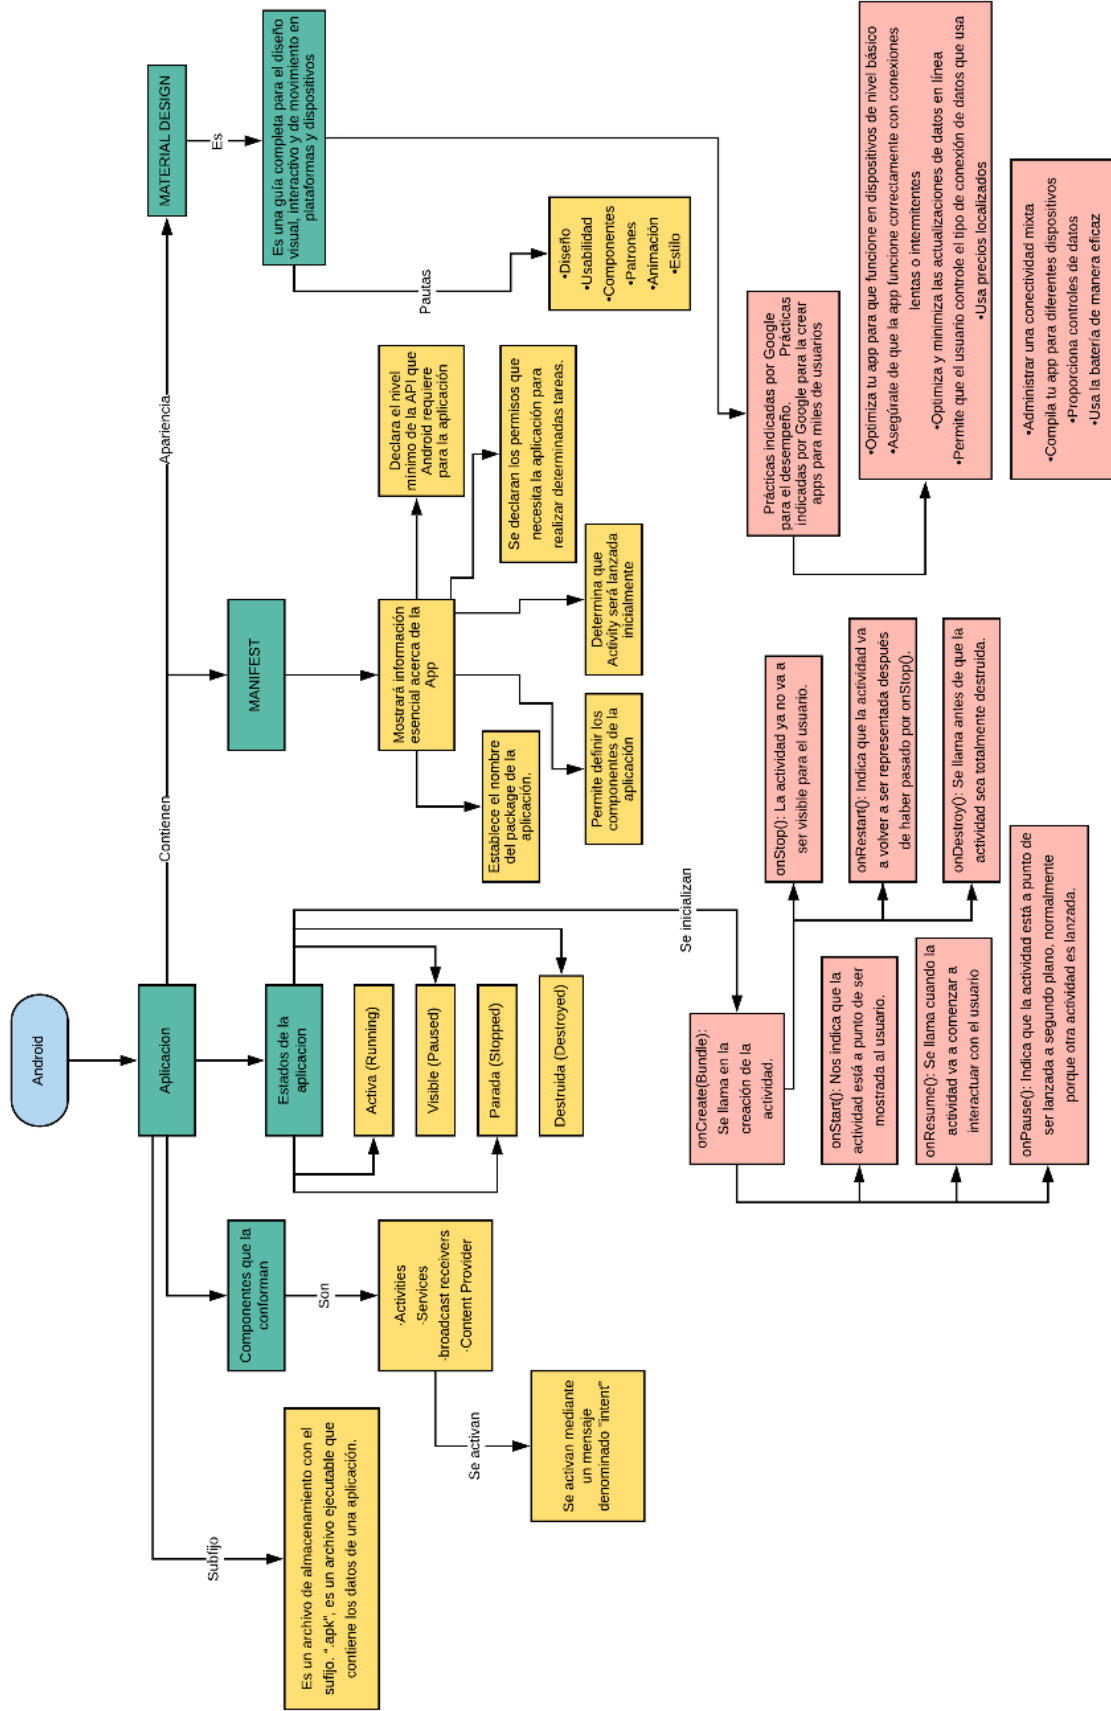 Android
Aplicacion
Subfijo
Es un archivo de almacenamiento con el
sufijo. ".apk", es un archivo ejecutable que
contiene los datos de una aplicación.
Componentes que la
conforman
Son
·Activities
·Services
·broadcast receivers
·Content Provider
Se activan
Se activan mediante
un mensaje
denominado "intent"
Estados de la
aplicacion
Activa (Running)
Visible (Paused)
Parada (Stopped)
Destruida (Destroyed)
Se inicializan
onCreate(Bundle):
Se llama en la
creación de la
actividad.
onStart(): Nos indica que la
actividad está a punto de ser
mostrada al usuario.
onResume(): Se llama cuando la
actividad va a comenzar a
interactuar con el usuario
onPause(): Indica que la actividad está a punto de
ser lanzada a segundo plano, normalmente
porque otra actividad es lanzada.
onStop(): La actividad ya no va a
ser visible para el usuario.
onRestart(): Indica que la actividad va
a volver a ser representada después
de haber pasado por onStop().
onDestroy(): Se llama antes de que la
actividad sea totalmente destruida.
Contienen
MANIFEST
Mostrará información
esencial acerca de la
App
Establece el nombre
del package de la
aplicación.
Permite definir los
componentes de la
aplicación
Determina que
Activity será lanzada
inicialmente
Se declaran los permisos que
necesita la aplicación para
realizar determinadas tareas.
Declara el nivel
mínimo de la API que
Android requiere
para la aplicación
Apariencia
MATERIAL DESIGN
Es
Es una guía completa para el diseño
visual, interactivo y de movimiento en
plataformas y dispositivos
Pautas
•Diseño
•Usabilidad
•Componentes
•Patrones
•Animación
•Estilo
Prácticas indicadas por Google
para el desempeño. Prácticas
indicadas por Google para la crear
apps para miles de usuarios
•Optimiza tu app para que funcione en dispositivos de nivel básico
•Asegúrate de que la app funcione correctamente con conexiones
lentas o intermitentes
•Optimiza y minimiza las actualizaciones de datos en línea
•Permite que el usuario controle el tipo de conexión de datos que usa
•Usa precios localizados
•Administrar una conectividad mixta
•Compila tu app para diferentes dispositivos
•Proporciona controles de datos
•Usa la batería de manera eficaz